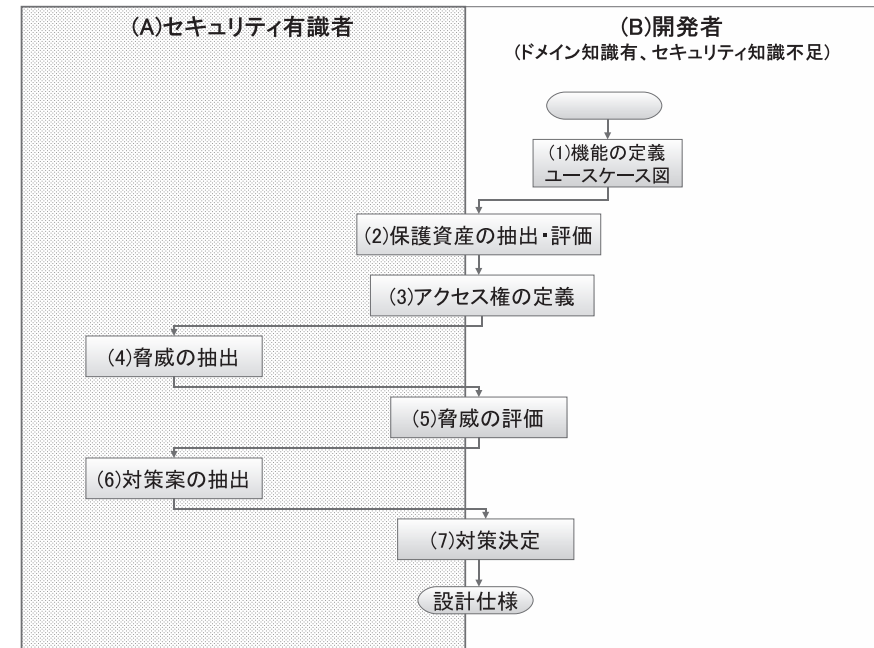 (A)セキュリティ有識者
(B)開発者
(ドメイン知識有、セキュリティ知識不足)
(1)機能の定義
ユースケース図
(2)保護資産の抽出・評価
(3)アクセス権の定義
(4)脅威の抽出
(5)脅威の評価
(6)対策案の抽出
(7)対策決定
設計仕様